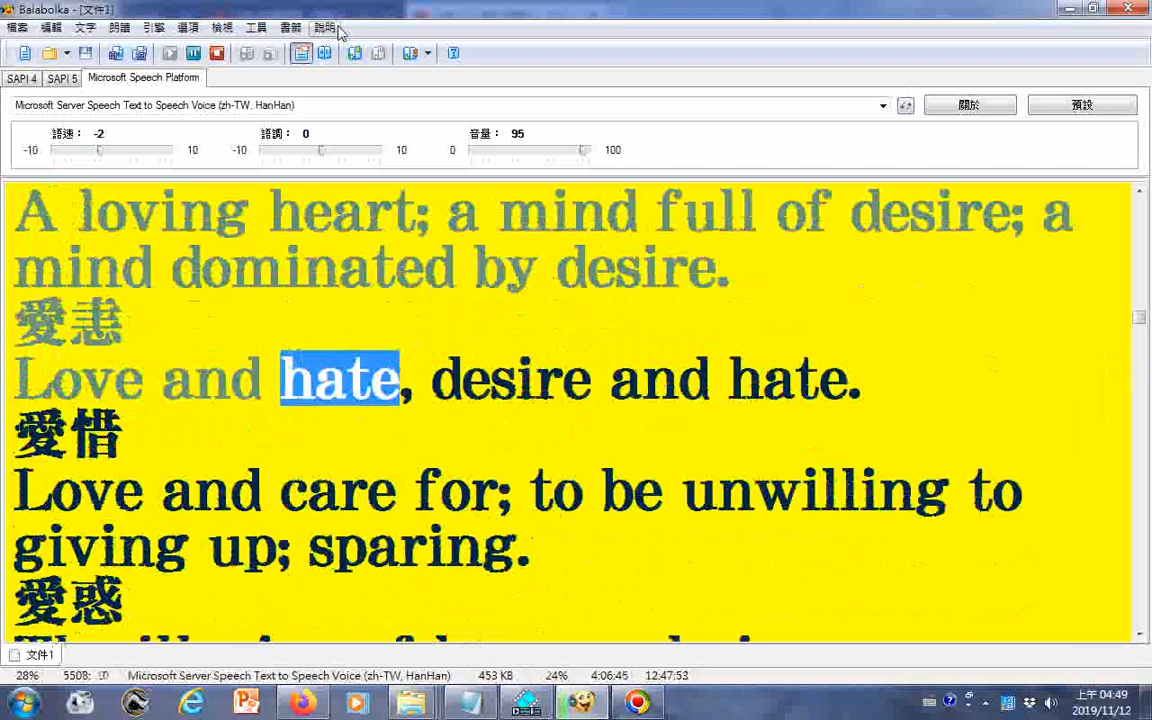 Balabolka - [文件1]
檔案 編輯 文字 朗讀 引擎 選項 檢視 工具 書籤 說明
SAPI 4 SAPI 5 Microsoft Speech Platform
Microsoft Server Speech Text to Speech Voice (zh-TW, HanHan) 關於 預設
語速： -2 語調： 0 音量： 95
-10 10 -10 10 0 100
A loving heart; a mind full of desire; a
mind dominated by desire.
愛恚
Love and hate, desire and hate.
愛惜
Love and care for; to be unwilling to
giving up; sparing.
愛惑
文件1
28% 5508: Microsoft Server Speech Text to Speech Voice (zh-TW, HanHan) 453 KB 24% 4:06:45 12:47:53
上午 04:49
2019/11/12